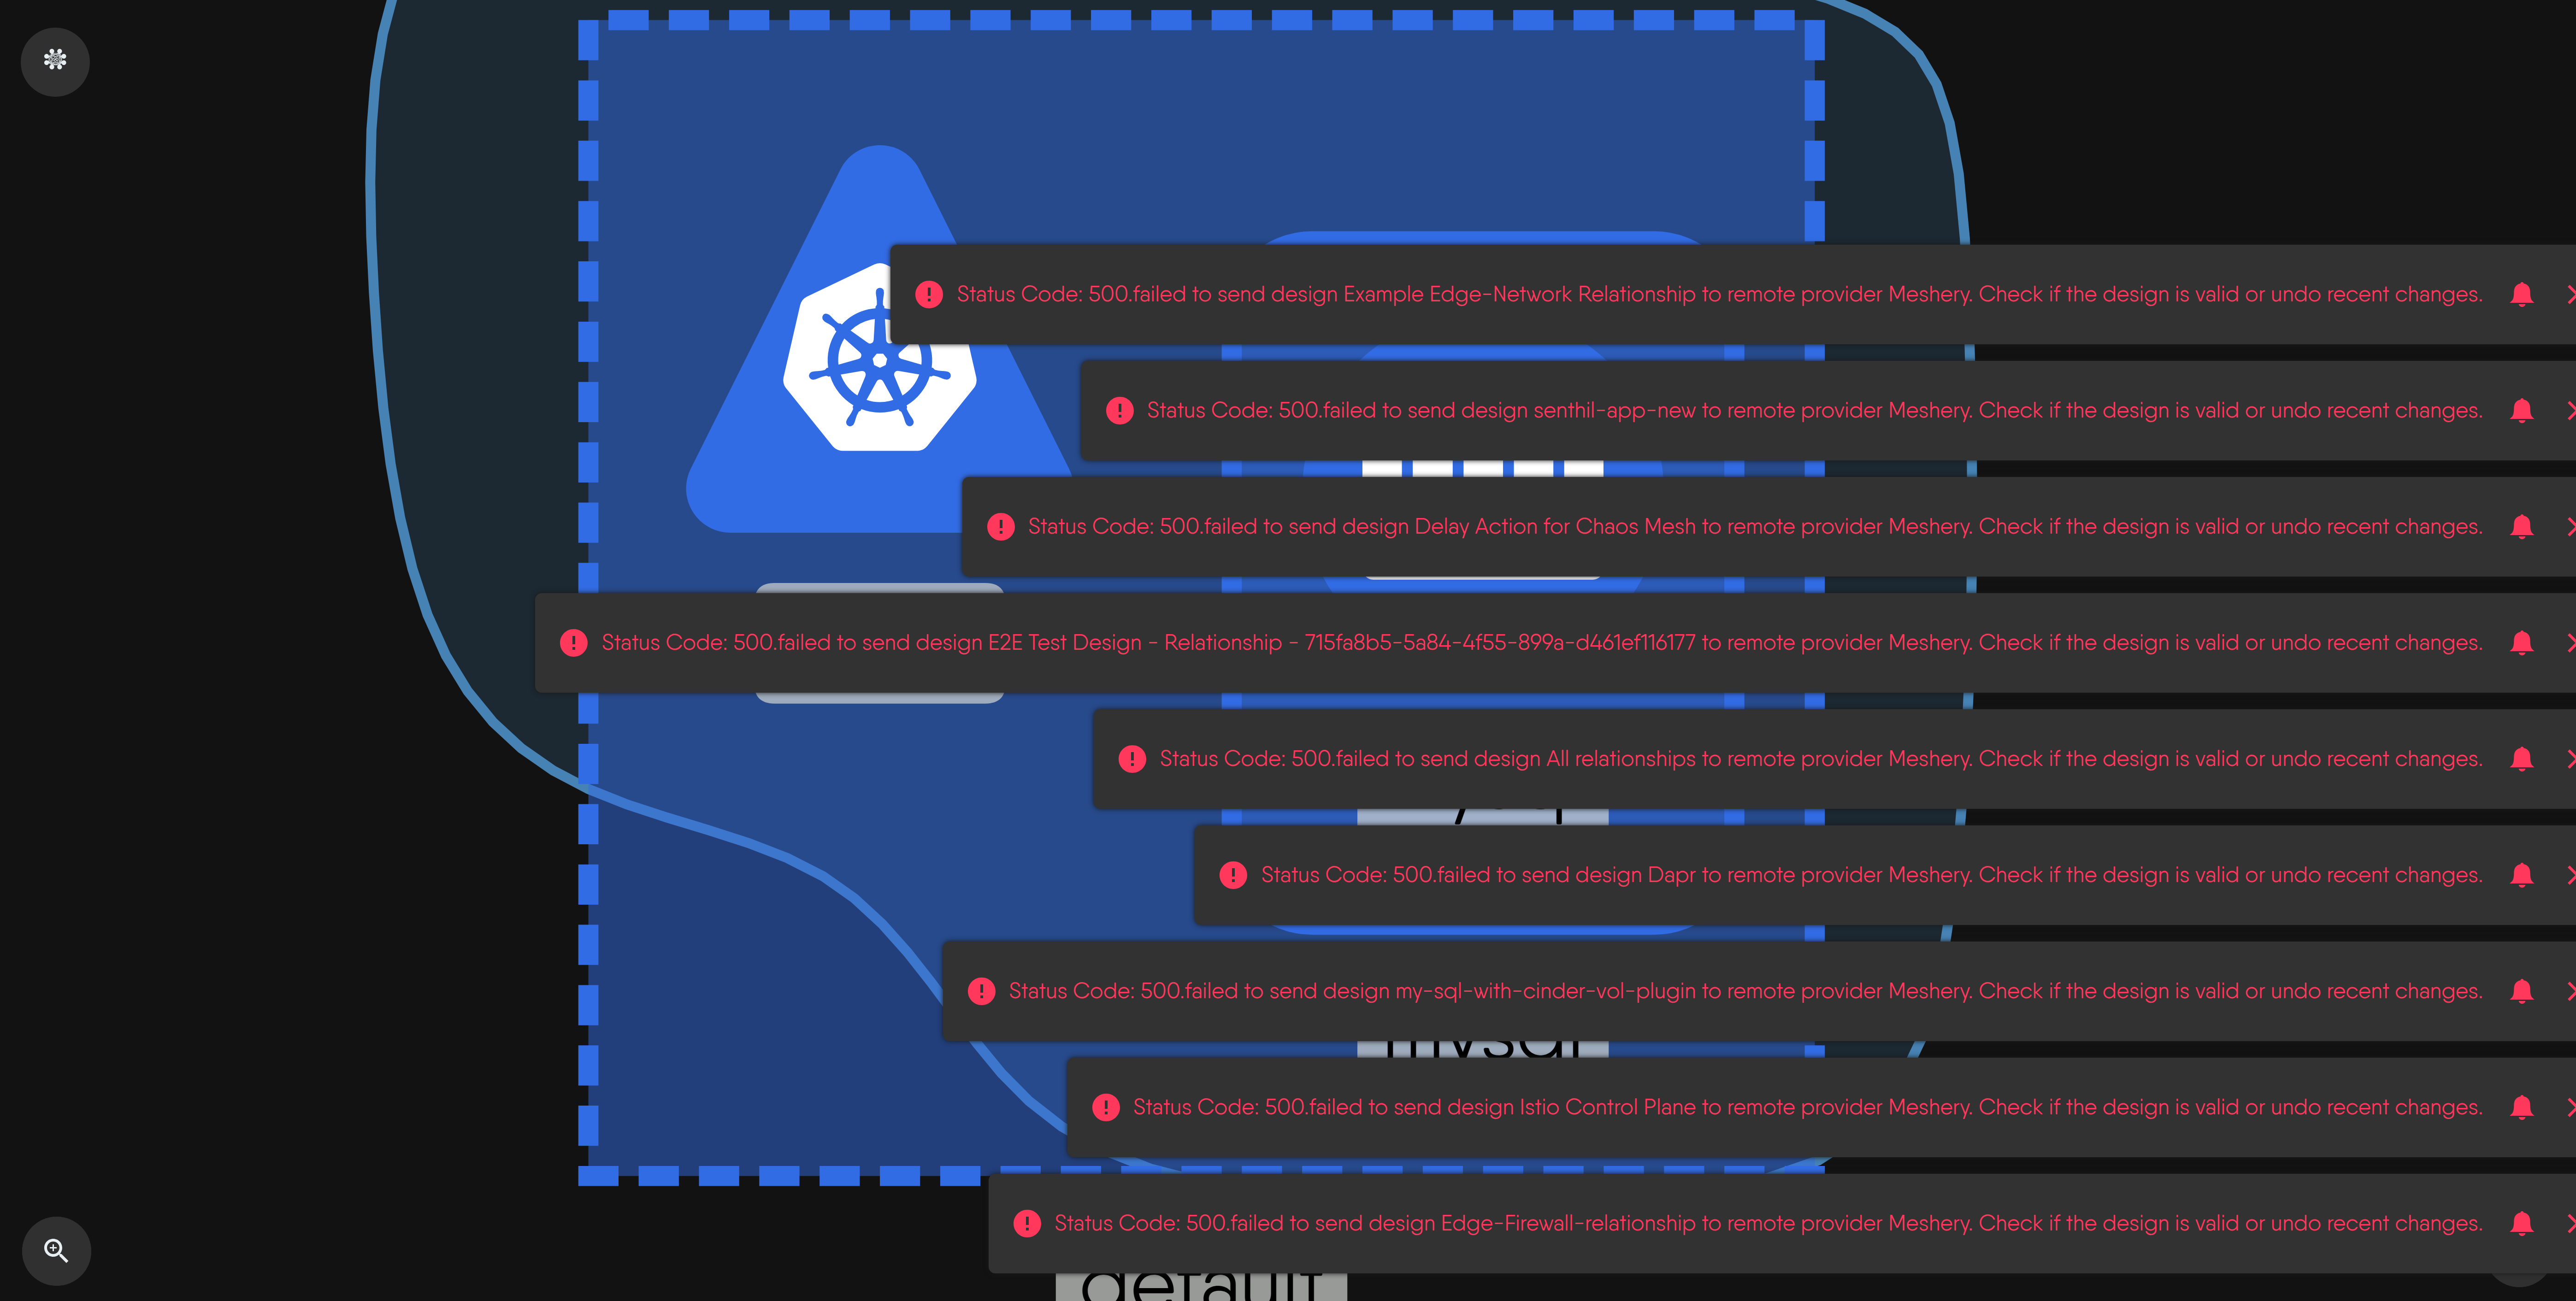 Status Code: 500.failed to send design Example Edge-Network Relationship to remote provider Meshery. Check if the design is valid or undo recent changes.
Status Code: 500.failed to send design senthil-app-new to remote provider Meshery. Check if the design is valid or undo recent changes.
Status Code: 500.failed to send design Delay Action for Chaos Mesh to remote provider Meshery. Check if the design is valid or undo recent changes.
Status Code: 500.failed to send design E2E Test Design - Relationship - 715fa8b5-5a84-4f55-899a-d461ef116177 to remote provider Meshery. Check if the design is valid or undo recent changes.
Status Code: 500.failed to send design All relationships to remote provider Meshery. Check if the design is valid or undo recent changes.
Status Code: 500.failed to send design Dapr to remote provider Meshery. Check if the design is valid or undo recent changes.
Status Code: 500.failed to send design my-sql-with-cinder-vol-plugin to remote provider Meshery. Check if the design is valid or undo recent changes.
mysql
Status Code: 500.failed to send design Istio Control Plane to remote provider Meshery. Check if the design is valid or undo recent changes.
Status Code: 500.failed to send design Edge-Firewall-relationship to remote provider Meshery. Check if the design is valid or undo recent changes.
default